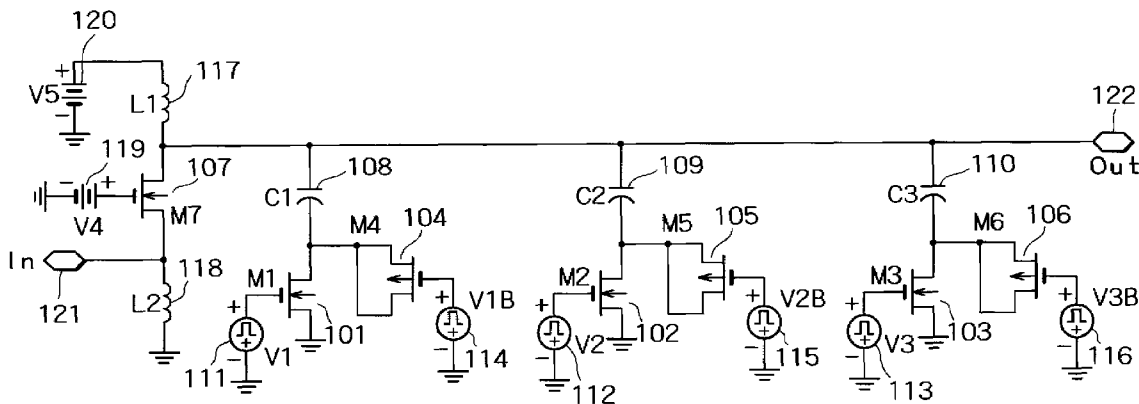 120
+
V5
−
L1
117
122
Out
119
− +
V4
107
M7
108
C1
109
C2
110
C3
In
121
118
L2
M4
104
M1
101
+
−
111
V1
V1B
+
−
114
M5
105
M2
102
+
−
112
V2
V2B
+
−
115
M6
106
M3
103
+
−
113
V3
V3B
+
−
116